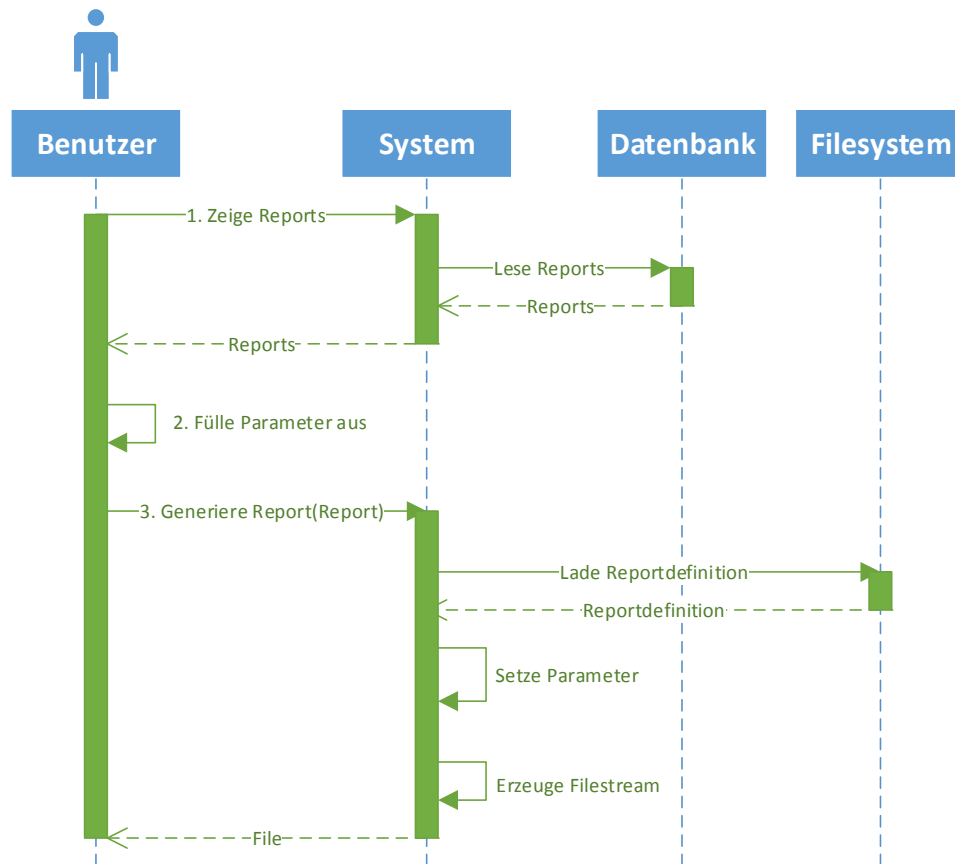 Benutzer
System
Datenbank
Filesystem
1. Zeige Reports
Lese Reports
Reports
Reports
2. Fülle Parameter aus
3. Generiere Report(Report)
Lade Reportdefinition
Reportdefinition
Setze Parameter
Erzeuge Filestream
File